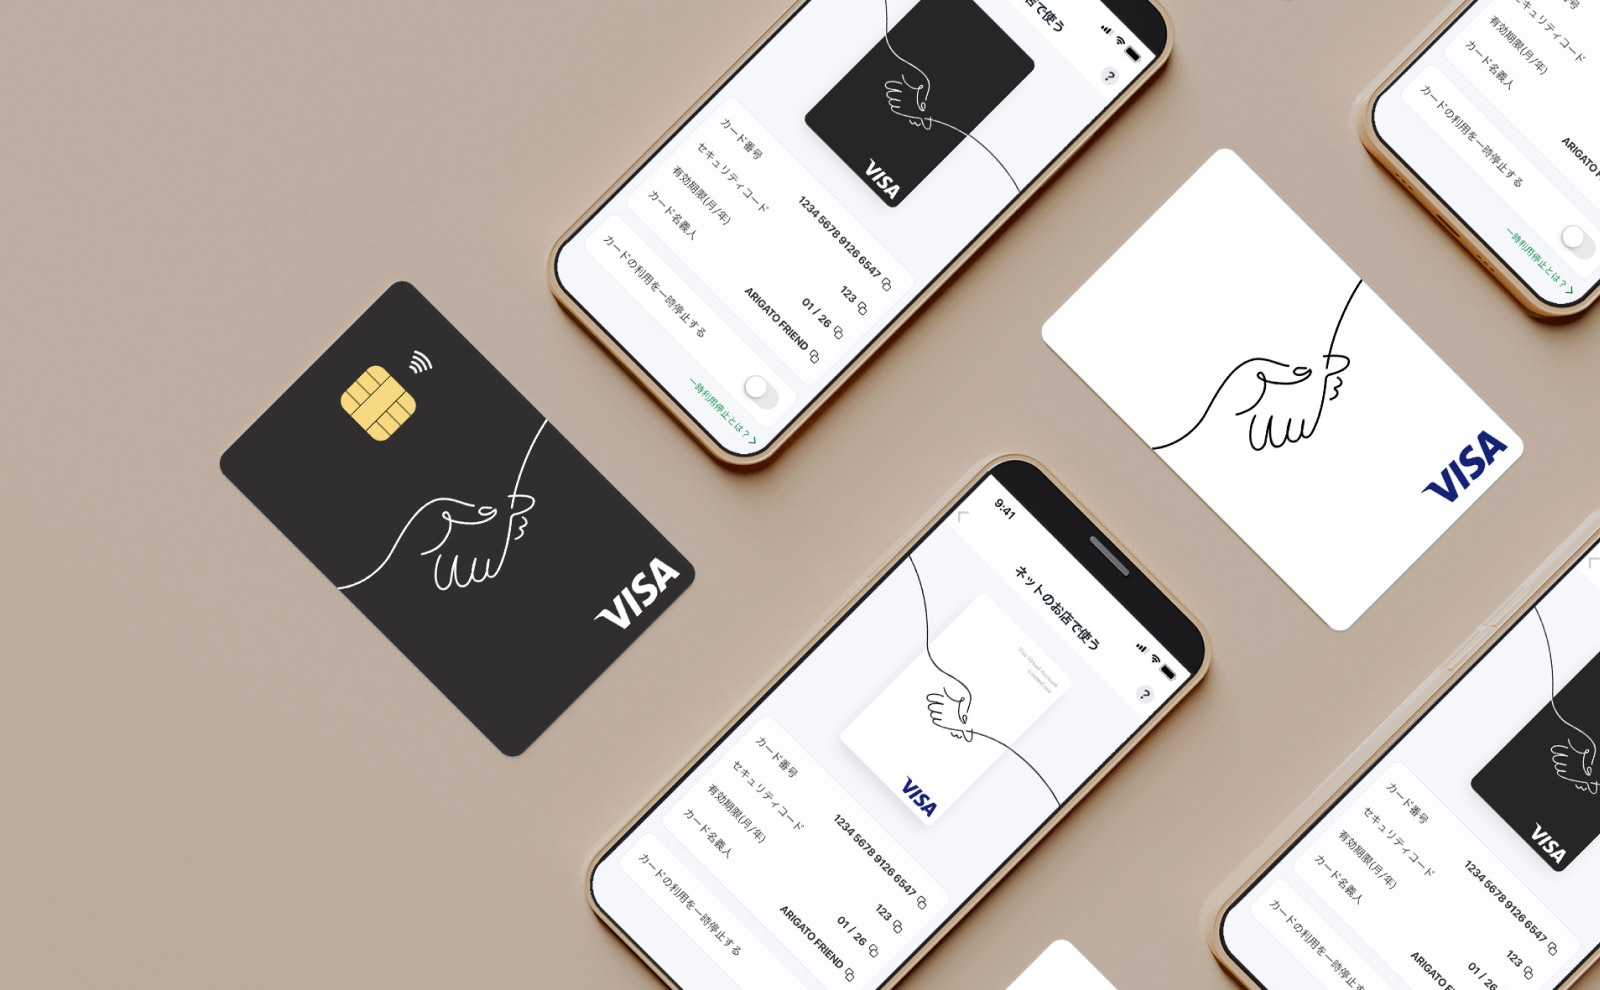 店で使う
?
VISA
カード番号
1234 5678 9126 6547
セキュリティコード
123
有効期限(月/年)
01 / 26
カード名義人
ARIGATO FRIEND
カードの利用を一時停止する
一時利用停止とは? >
VISA
VISA
9:41
ネットのお店で使う
?
Visa Virtual Account
VISA
カード番号
1234 5678 9126 6547
セキュリティコード
123
有効期限(月/年)
01 / 26
カード名義人
ARIGATO FRIEND
カードの利用を一時停止する
号
キュリティコード
有効期限(月/年)
カード名義人
ARIGATO
カードの利用を一時停止する
一時利用停止とは? >
VISA
カード番号
1234 5678 9126 6547
セキュリティコード
123
有効期限(月/年)
01 / 26
カード名義人
ARIGATO FRIE
カードの利用を一時停止する